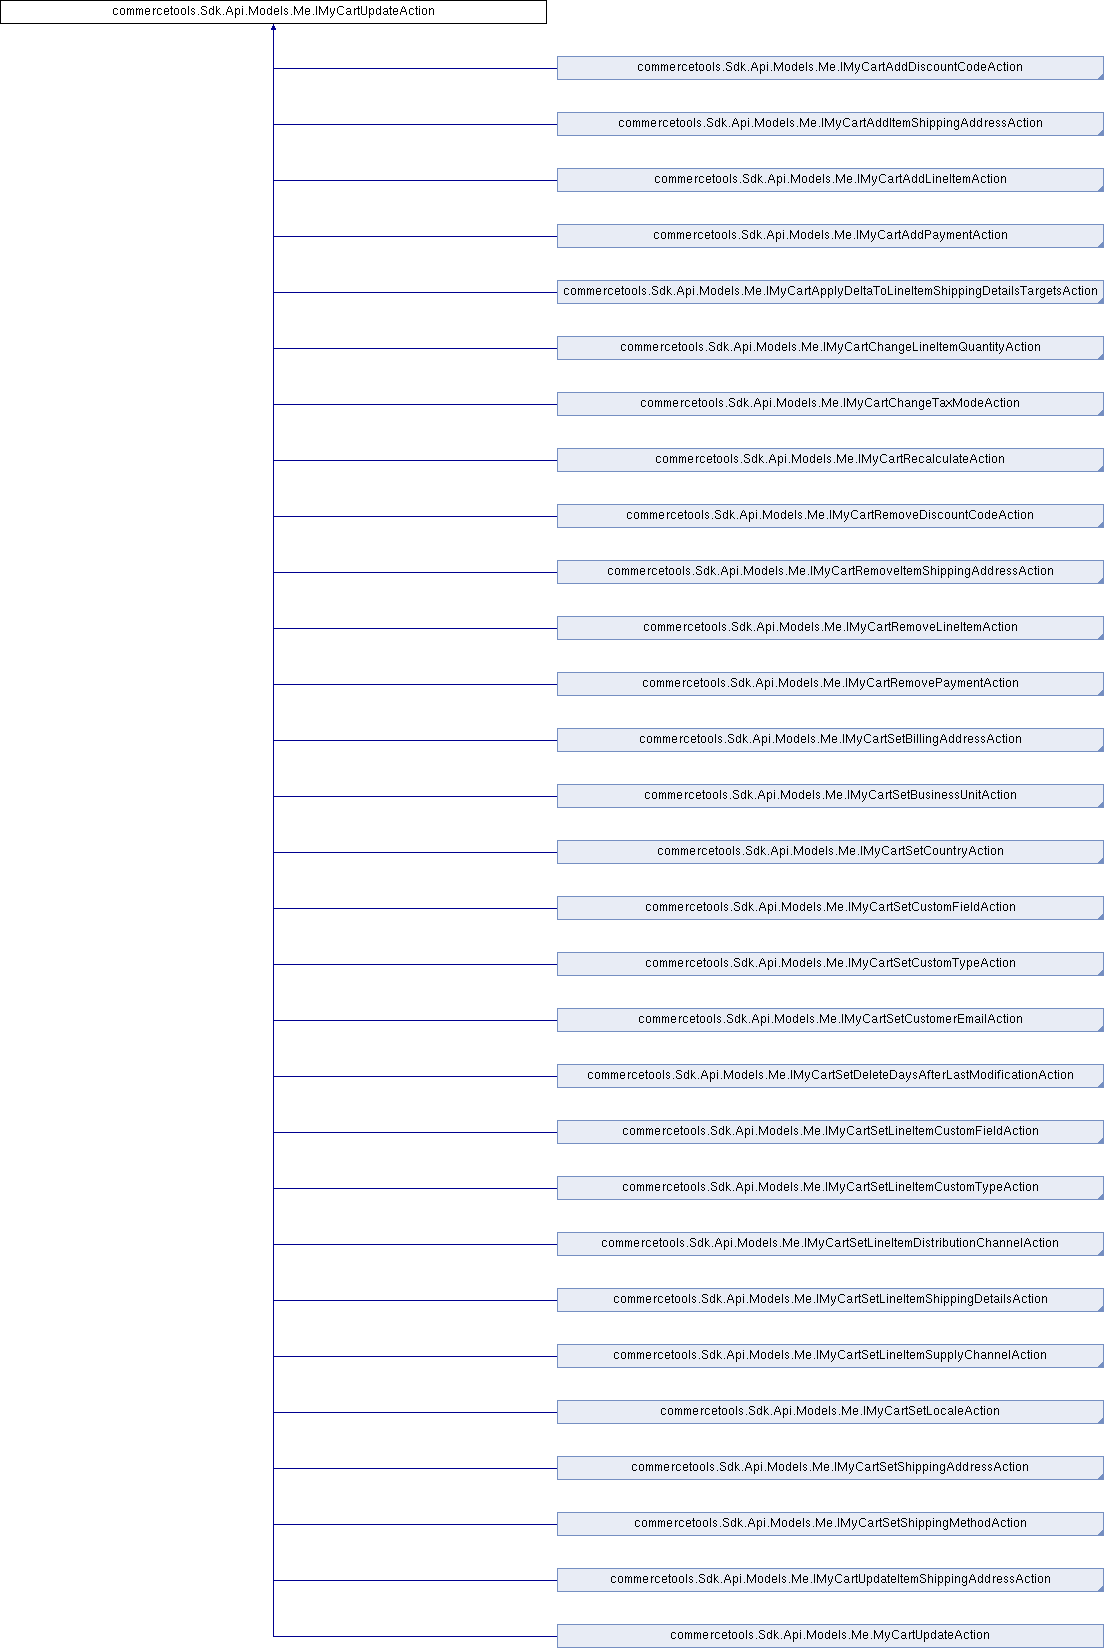 commercetools.Sdk.Api.Models.Me.IMyCartUpdateAction
commercetools.Sdk.Api.Models.Me.IMyCartAddDiscountCodeAction
commercetools.Sdk.Api.Models.Me.IMyCartAddItemShippingAddressAction
commercetools.Sdk.Api.Models.Me.IMyCartAddLineItemAction
commercetools.Sdk.Api.Models.Me.IMyCartAddPaymentAction
commercetools.Sdk.Api.Models.Me.IMyCartApplyDeltaToLineItemShippingDetailsTargetsAction
commercetools.Sdk.Api.Models.Me.IMyCartChangeLineItemQuantityAction
commercetools.Sdk.Api.Models.Me.IMyCartChangeTaxModeAction
commercetools.Sdk.Api.Models.Me.IMyCartRecalculateAction
commercetools.Sdk.Api.Models.Me.IMyCartRemoveDiscountCodeAction
commercetools.Sdk.Api.Models.Me.IMyCartRemoveItemShippingAddressAction
commercetools.Sdk.Api.Models.Me.IMyCartRemoveLineItemAction
commercetools.Sdk.Api.Models.Me.IMyCartRemovePaymentAction
commercetools.Sdk.Api.Models.Me.IMyCartSetBillingAddressAction
commercetools.Sdk.Api.Models.Me.IMyCartSetBusinessUnitAction
commercetools.Sdk.Api.Models.Me.IMyCartSetCountryAction
commercetools.Sdk.Api.Models.Me.IMyCartSetCustomFieldAction
commercetools.Sdk.Api.Models.Me.IMyCartSetCustomTypeAction
commercetools.Sdk.Api.Models.Me.IMyCartSetCustomerEmailAction
commercetools.Sdk.Api.Models.Me.IMyCartSetDeleteDaysAfterLastModificationAction
commercetools.Sdk.Api.Models.Me.IMyCartSetLineItemCustomFieldAction
commercetools.Sdk.Api.Models.Me.IMyCartSetLineItemCustomTypeAction
commercetools.Sdk.Api.Models.Me.IMyCartSetLineItemDistributionChannelAction
commercetools.Sdk.Api.Models.Me.IMyCartSetLineItemShippingDetailsAction
commercetools.Sdk.Api.Models.Me.IMyCartSetLineItemSupplyChannelAction
commercetools.Sdk.Api.Models.Me.IMyCartSetLocaleAction
commercetools.Sdk.Api.Models.Me.IMyCartSetShippingAddressAction
commercetools.Sdk.Api.Models.Me.IMyCartSetShippingMethodAction
commercetools.Sdk.Api.Models.Me.IMyCartUpdateItemShippingAddressAction
commercetools.Sdk.Api.Models.Me.MyCartUpdateAction